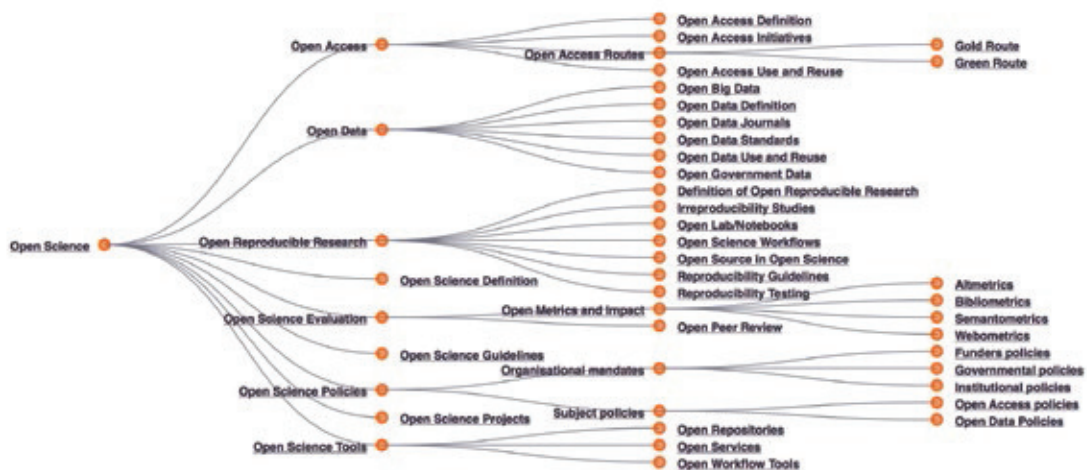 Open Science
Open Access
Open Access Definition
Open Access Initiatives
Open Access Routes
Gold Route
Green Route
Open Access Use and Reuse
Open Data
Open Big Data
Open Data Definition
Open Data Journals
Open Data Standards
Open Data Use and Reuse
Open Government Data
Open Reproducible Research
Definition of Open Reproducible Research
Irreproducibility Studies
Open Lab/Notebooks
Open Science Workflows
Open Source in Open Science
Reproducibility Guidelines
Reproducibility Testing
Open Science Definition
Open Science Evaluation
Open Metrics and Impact
Altmetrics
Bibliometrics
Semantometrics
Webometrics
Open Peer Review
Open Science Guidelines
Open Science Policies
Organisational mandates
Funders policies
Governmental policies
Institutional policies
Subject policies
Open Access policies
Open Data Policies
Open Science Projects
Open Science Tools
Open Repositories
Open Services
Open Workflow Tools